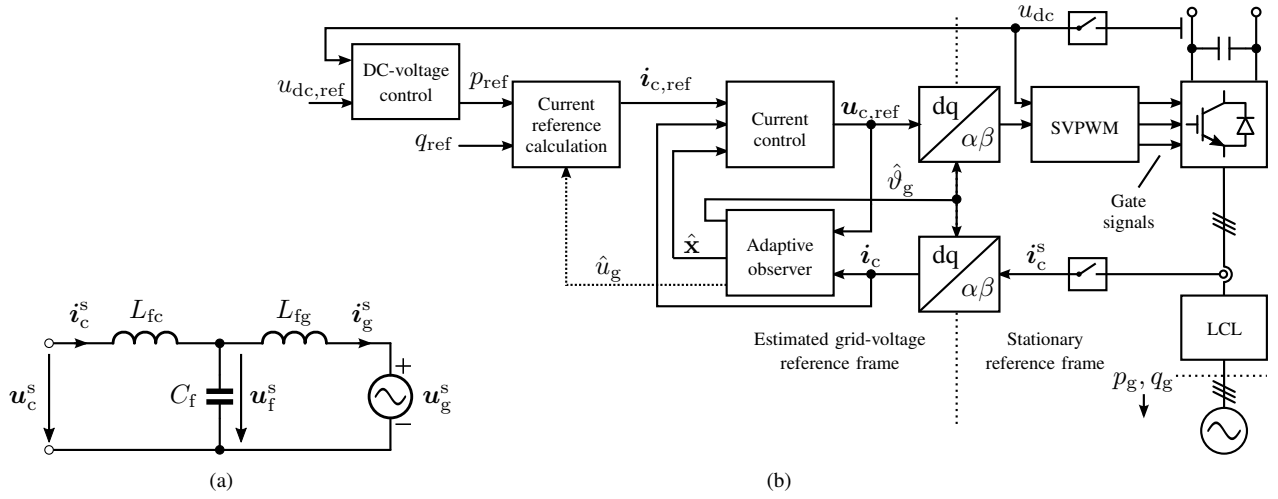 u_dc
DC-voltage
control
u_dc,ref
p_ref
q_ref
Current
reference
calculation
i_c,ref
Current
control
u_c,ref
dq
αβ
SVPWM
Gate
signals
ϑ̂_g
Adaptive
observer
x̂
û_g
i_c
dq
αβ
i_c^s
LCL
Estimated grid-voltage
reference frame
Stationary
reference frame
p_g, q_g
i_c^s
L_fc
L_fg
i_g^s
u_c^s
C_f
u_f^s
+
−
u_g^s
(a)
(b)